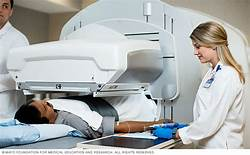 ©MAYO FOUNDATION FOR MEDICAL EDUCATION AND RESEARCH. ALL RIGHTS RESERVED.